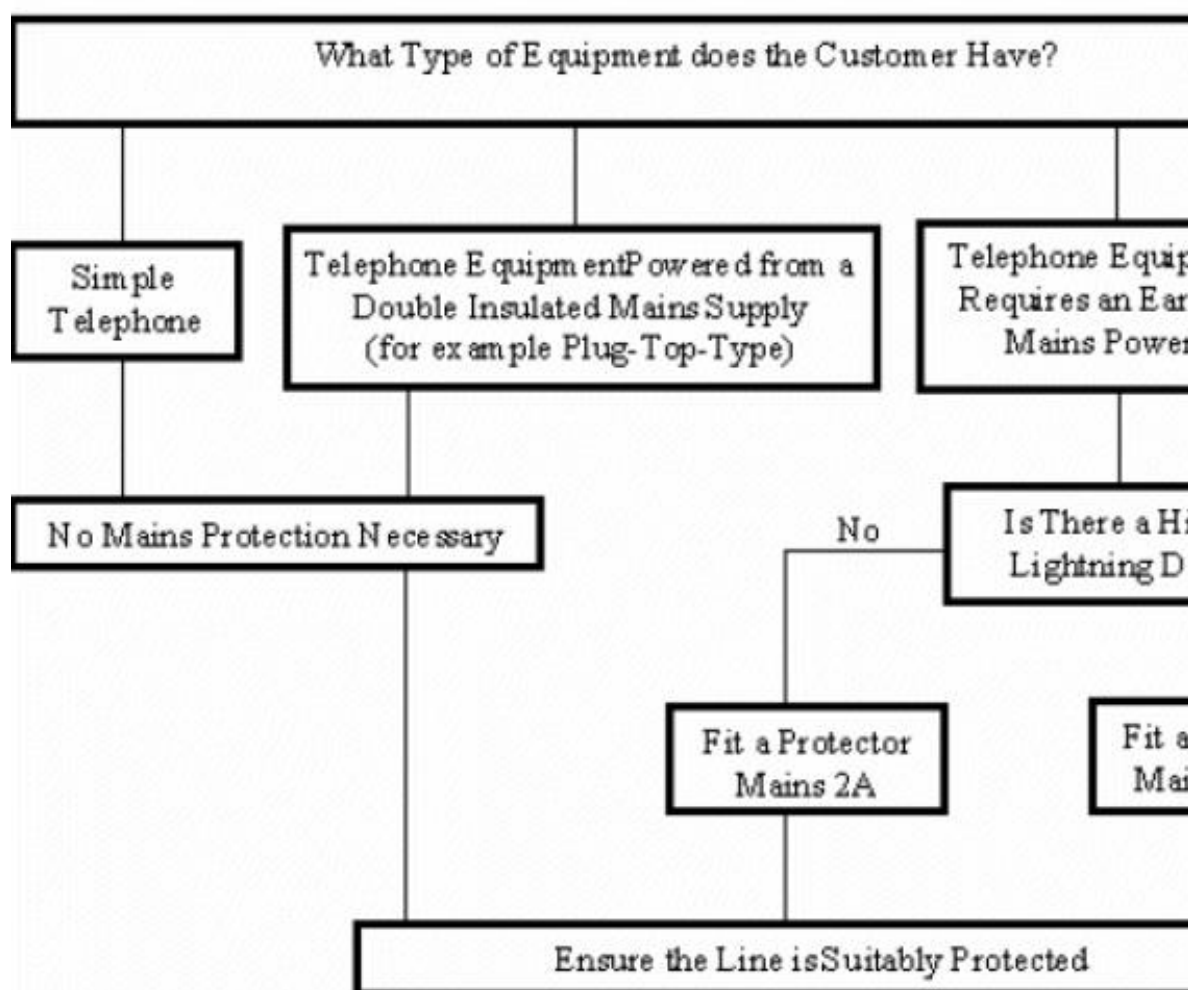 What Type of Equipment does the Customer Have?
Simple
Telephone
Telephone EquipmentPowered from a
Double Insulated Mains Supply
(for example Plug-Top-Type)
Telephone Equip
Requires an Ear
Mains Power
No Mains Protection Necessary
No
Is There a Hi
Lightning D
Fit a Protector
Mains 2A
Fit a
Mai
Ensure the Line is Suitably Protected